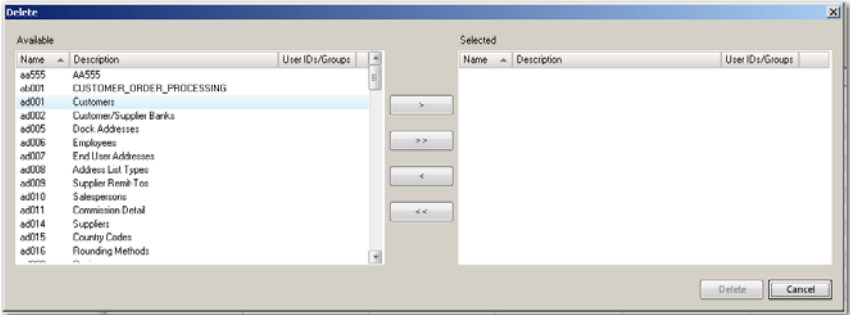 Delete
Available
Selected
Name Description User IDs/Groups
Name Description User IDs/Groups
aa555 AA555
ab001 CUSTOMER_ORDER_PROCESSING
ad001 Customers
ad002 Customer/Supplier Banks
ad005 Dock Addresses
ad006 Employees
ad007 End User Addresses
ad008 Address List Types
ad009 Supplier Remit-Tos
ad010 Salespersons
ad011 Commission Detail
ad014 Suppliers
ad015 Country Codes
ad016 Rounding Methods
>
>>
<
<<
Delete Cancel